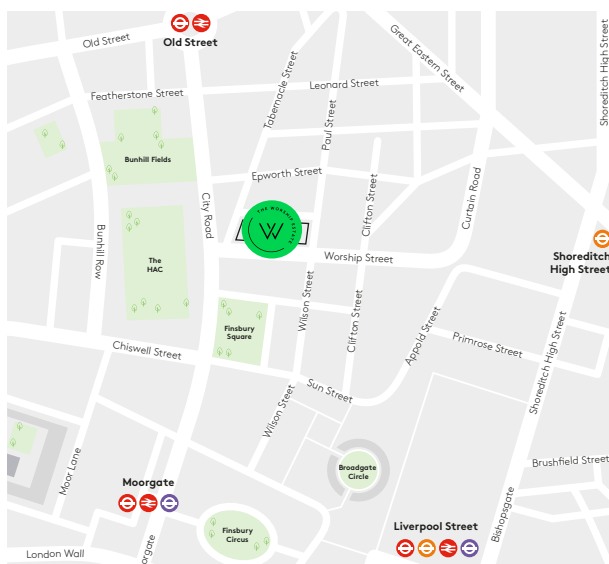 Old Street
Old Street
Great Eastern Street
Shoreditch High Street
Tabernacle Street
Leonard Street
Featherstone Street
Paul Street
Bunhill Fields
Epworth Street
Clifton Street
Curtain Road
City Road
THE WORSHIP ESTATE
W
Bunhill Row
The
HAC
Worship Street
Shoreditch
High Street
Wilson Street
Clifton Street
Finsbury
Square
Appold Street
Primrose Street
Shoreditch High Street
Chiswell Street
Sun Street
Wilson Steet
Moor Lane
Broadgate
Circle
Brushfield Street
Moorgate
Bishopsgate
Finsbury
Circus
Liverpool Street
London Wall
orgate